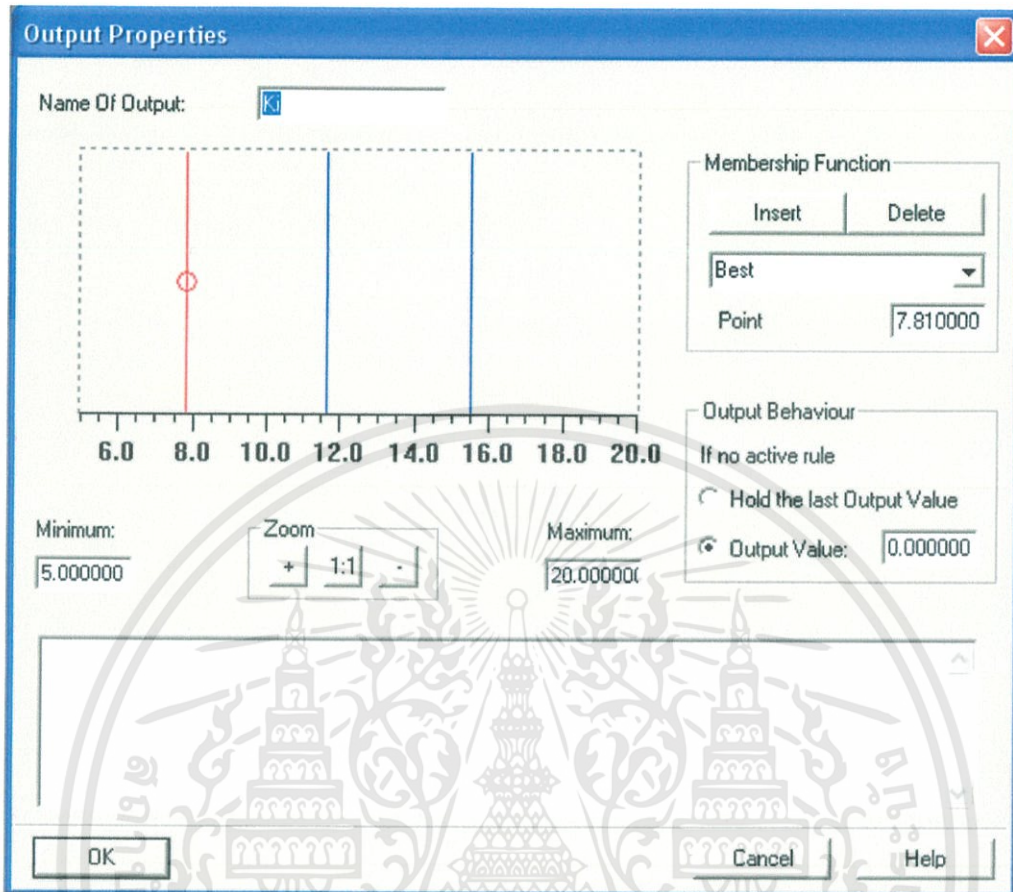 Output Properties
Name Of Output:
Ki
Membership Function
Insert
Delete
Best
Point
7.810000
6.0 8.0 10.0 12.0 14.0 16.0 18.0 20.0
Output Behaviour
If no active rule
Hold the last Output Value
Output Value:
0.000000
Minimum:
5.000000
Zoom
+ 1:1 -
Maximum:
20.000000
OK
Cancel
Help